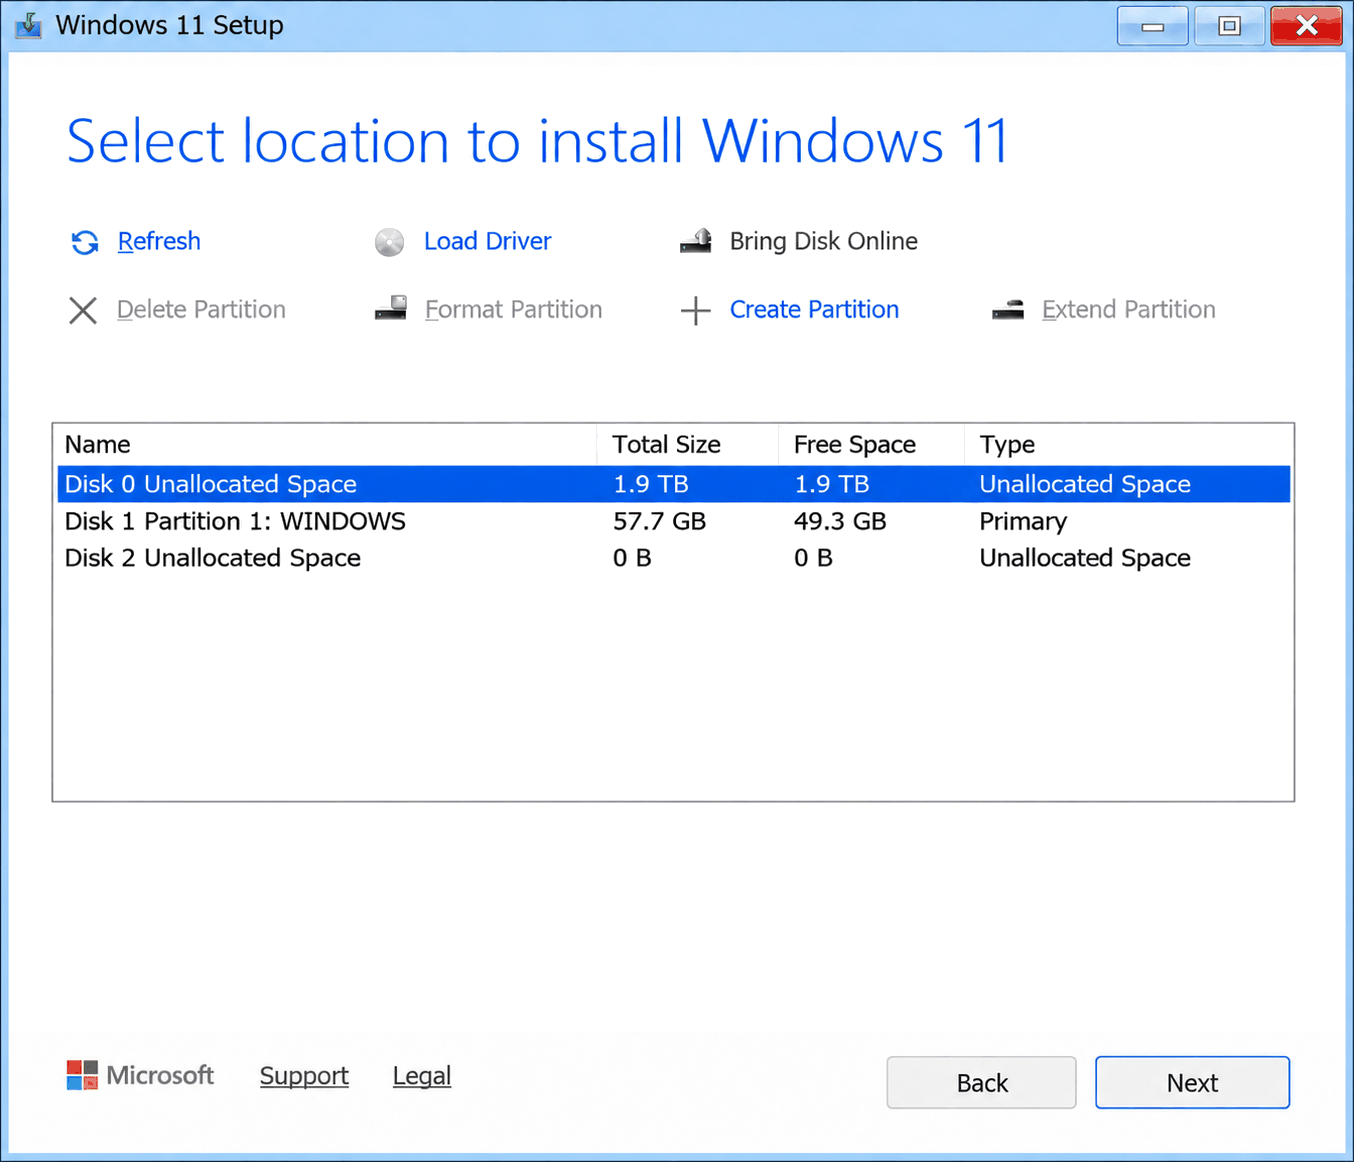 Windows 11 Setup
Select location to install Windows 11
Refresh Load Driver Bring Disk Online
Delete Partition Format Partition Create Partition Extend Partition
Name Total Size Free Space Type
Disk 0 Unallocated Space 1.9 TB 1.9 TB Unallocated Space
Disk 1 Partition 1: WINDOWS 57.7 GB 49.3 GB Primary
Disk 2 Unallocated Space 0 B 0 B Unallocated Space
Microsoft Support Legal Back Next